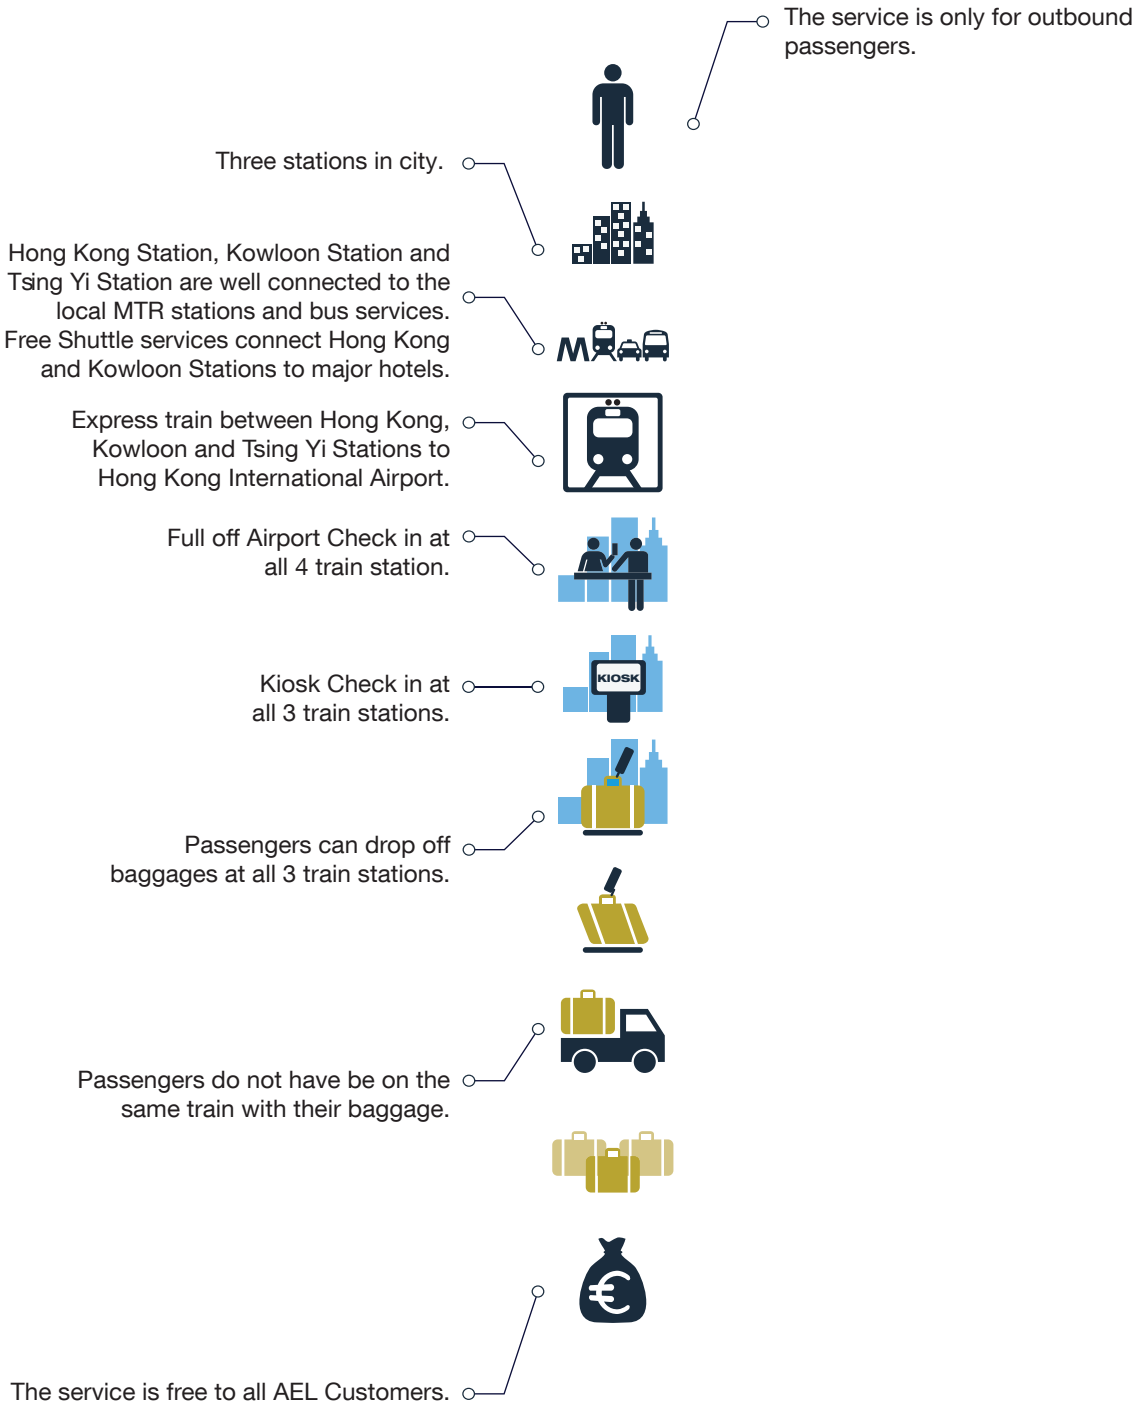 The service is only for outbound
passengers.
Three stations in city.
Hong Kong Station, Kowloon Station and
Tsing Yi Station are well connected to the
local MTR stations and bus services.
Free Shuttle services connect Hong Kong
and Kowloon Stations to major hotels.
Express train between Hong Kong,
Kowloon and Tsing Yi Stations to
Hong Kong International Airport.
Full off Airport Check in at
all 4 train station.
KIOSK
Kiosk Check in at
all 3 train stations.
Passengers can drop off
baggages at all 3 train stations.
Passengers do not have be on the
same train with their baggage.
€
The service is free to all AEL Customers.